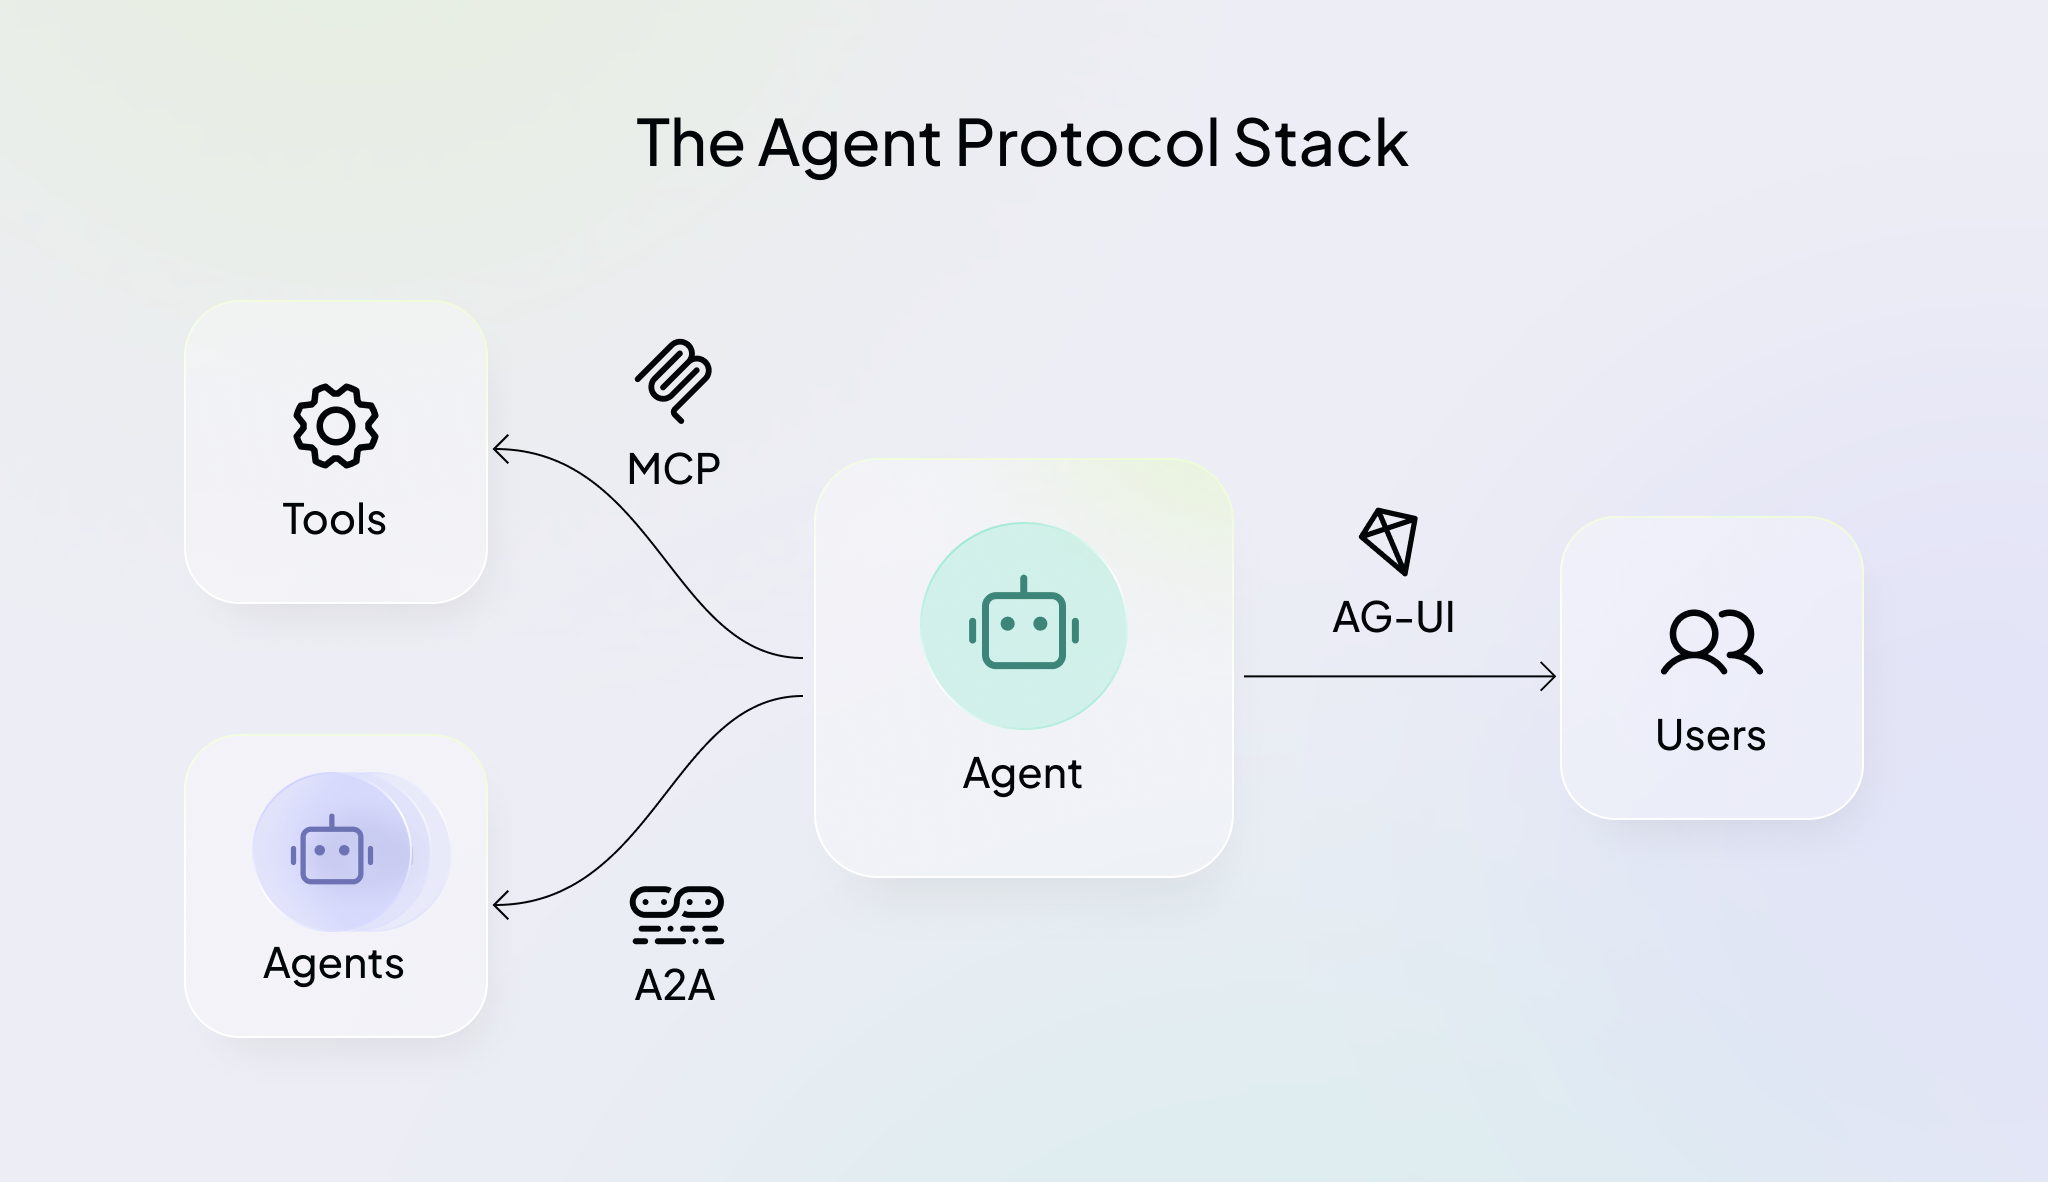 The Agent Protocol Stack
Tools
MCP
Agent
AG-UI
Users
Agents
A2A